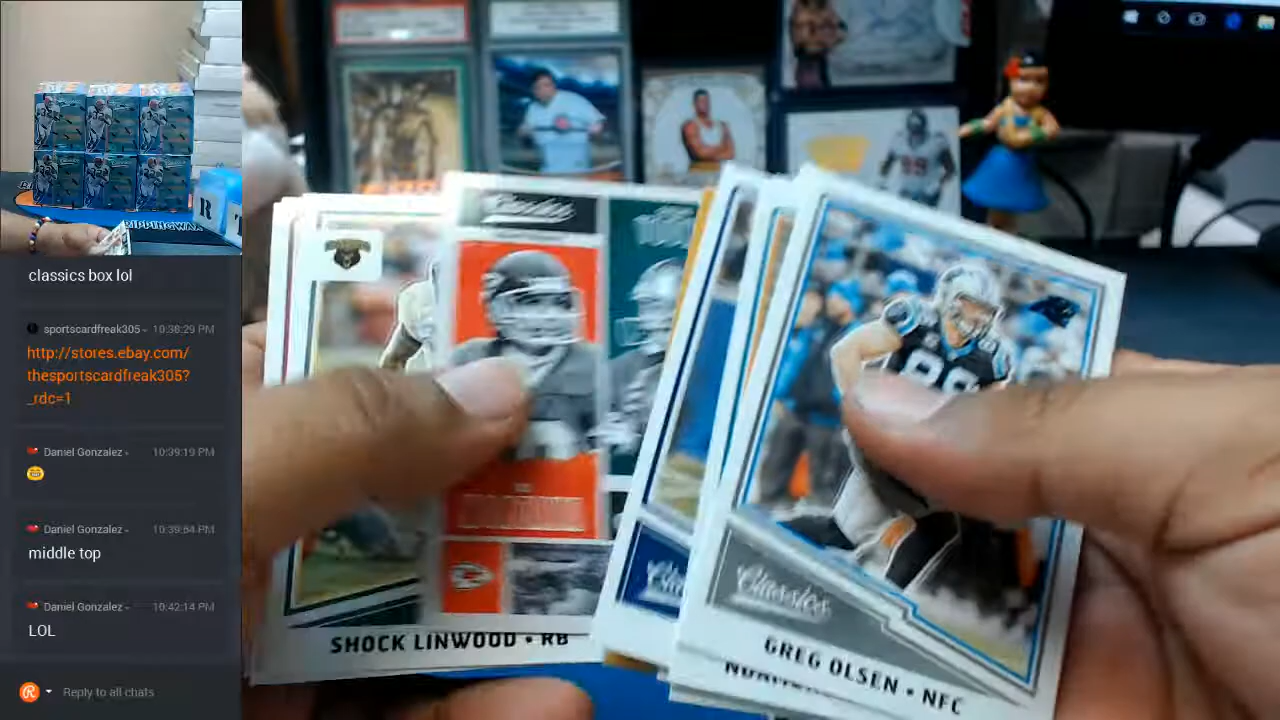 RIPPINGWAX
classics box lol
sportscardfreak305
10:38:29 PM
http://stores.ebay.com/
thesportscardfreak305?
_rdc=1
Daniel Gonzalez
10:39:19 PM
Daniel Gonzalez
10:39:54 PM
middle top
Daniel Gonzalez
10:42:14 PM
LOL
Reply to all chats
SHOCK LINWOOD • RB
Classics
GREG OLSEN • NFC